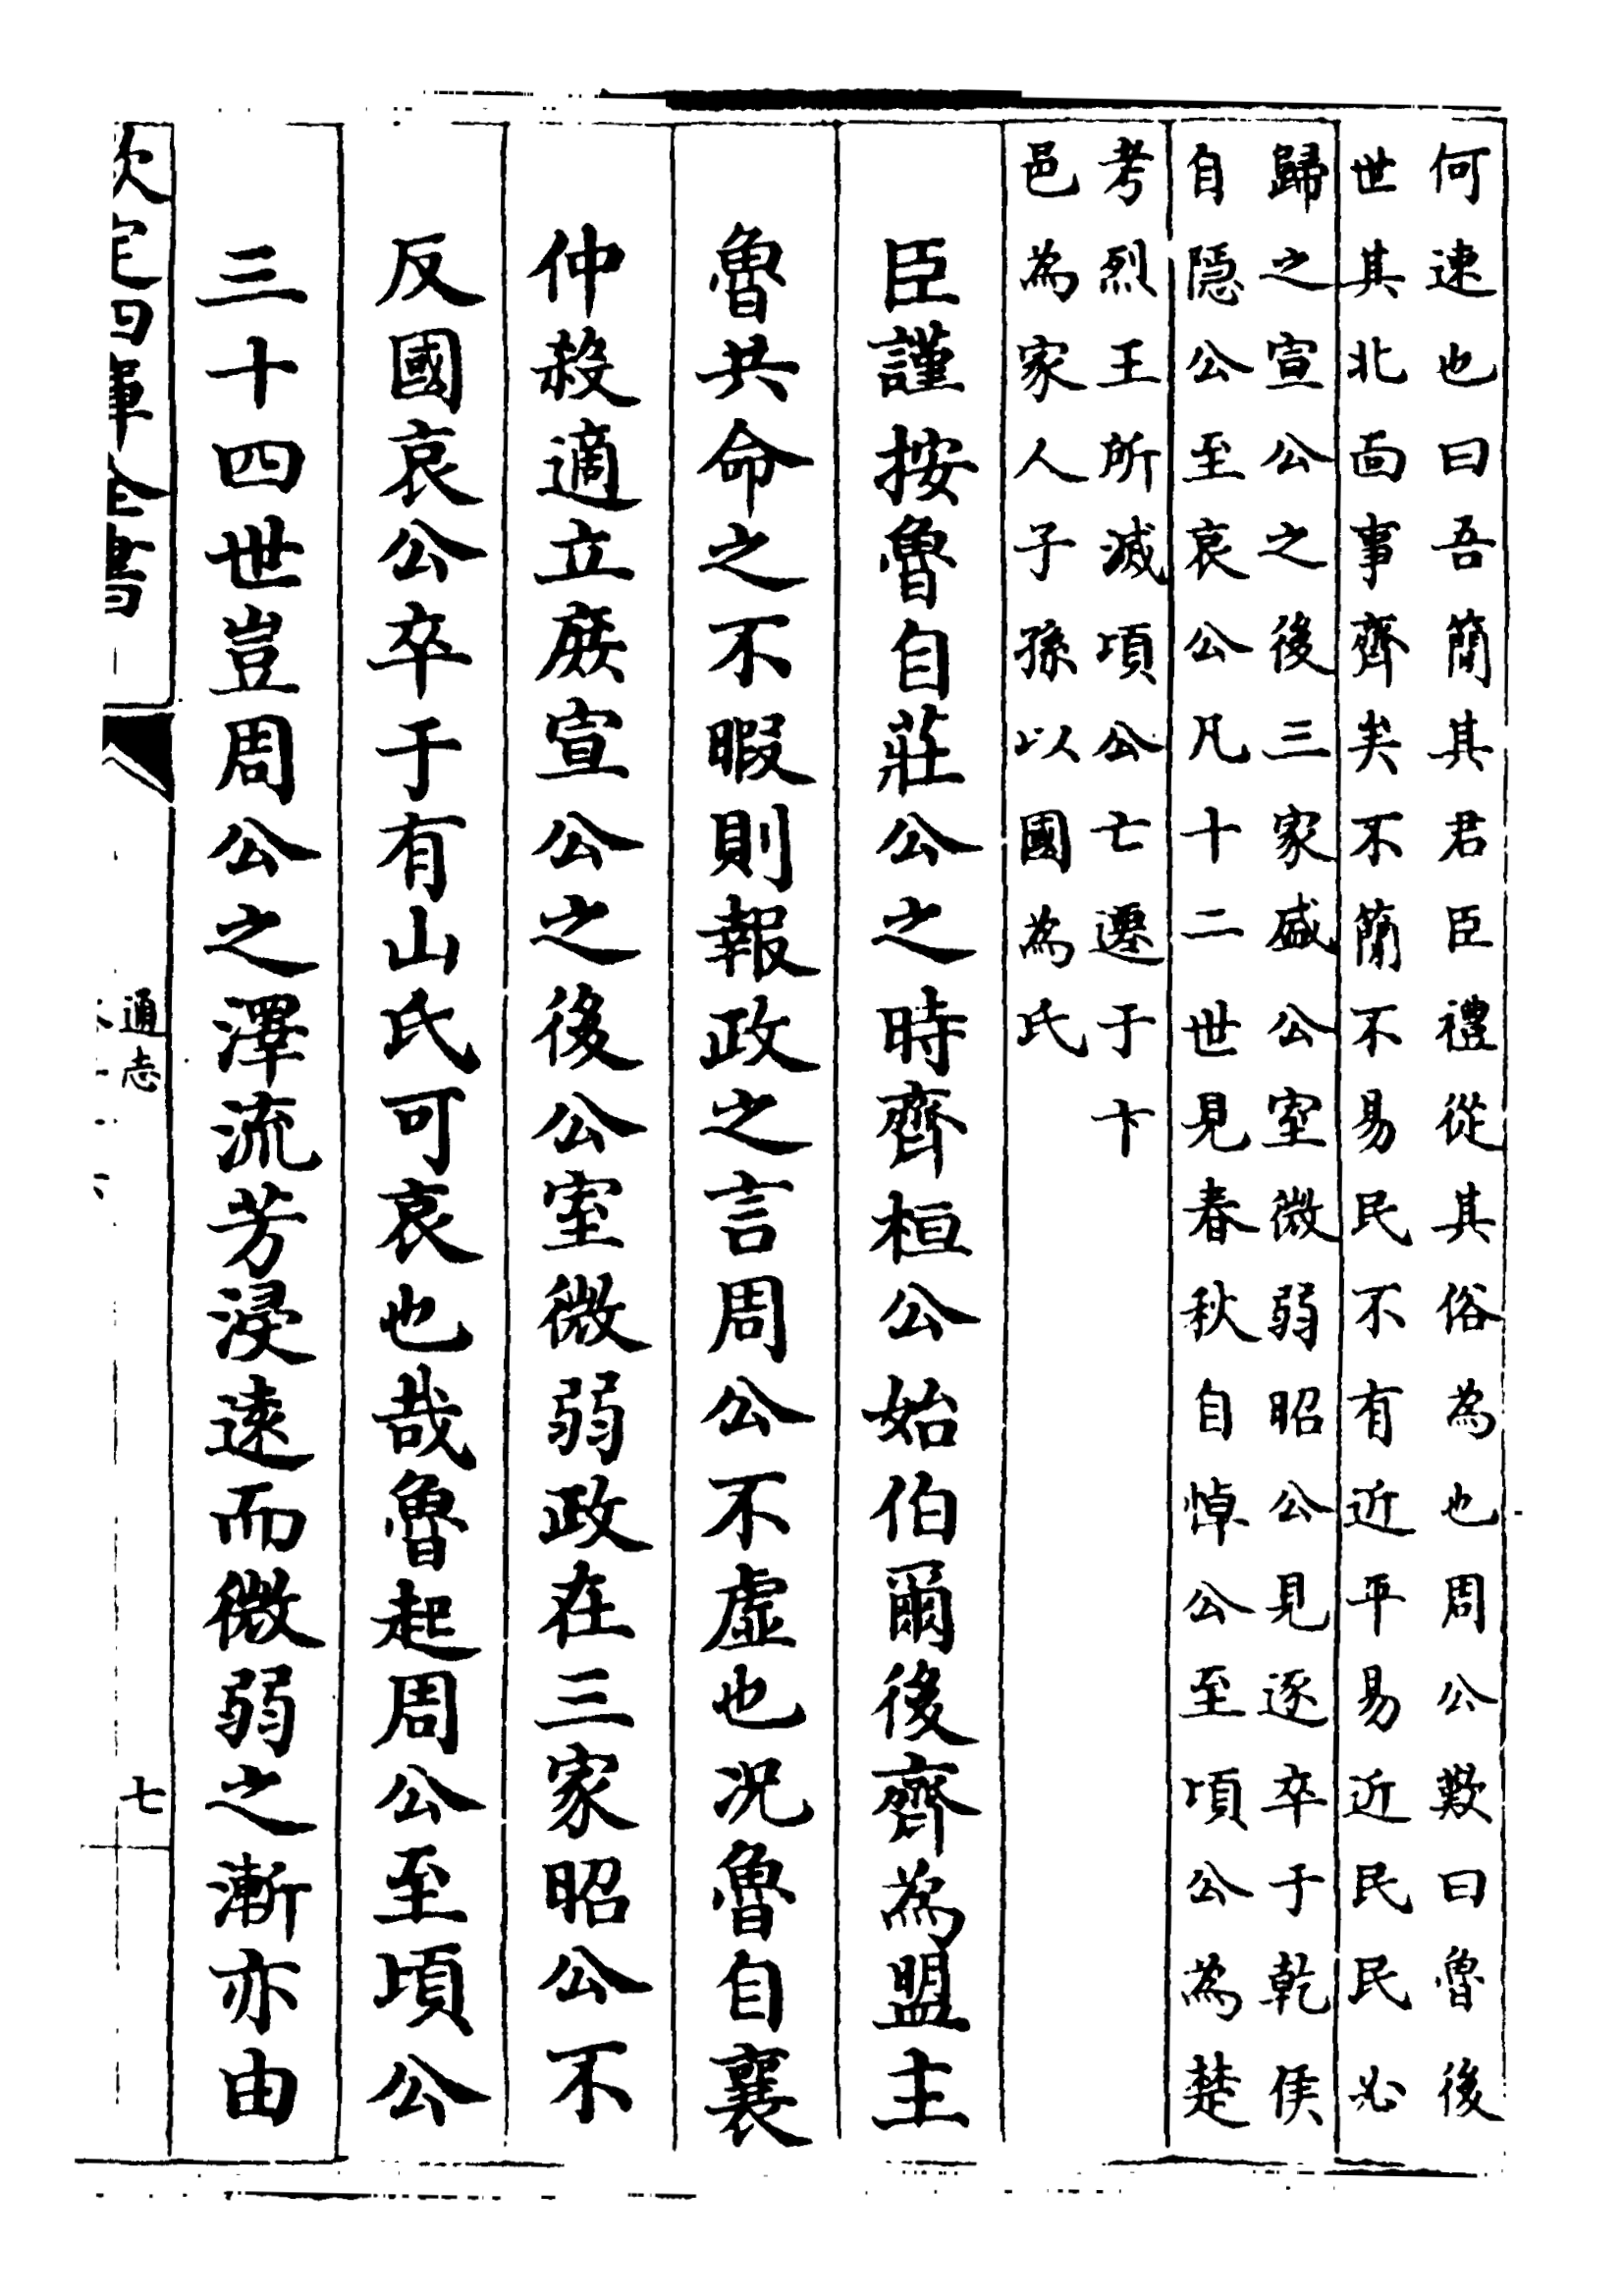 何速也曰吾簡其君臣禮從其俗為也周公歎曰魯後
世其北靣事齊矣不簡不易民不有近平易近民民必
歸之宣公之後三家盛公室微弱昭公見逐卒于乾侯
自隱公至哀公凡十二世見春秋自悼公至頃公為楚
考烈王所滅頃公亡遷于卞
邑為家人子孫以國為氏
臣謹按魯自莊公之時齊桓公始伯爾後齊為盟主
魯共命之不暇則報政之言周公不虛也况魯自襄
仲殺適立庶宣公之後公室微弱政在三家昭公不
反國哀公卒于有山氏可哀也哉魯起周公至頃公
三十四世豈周公之澤流芳浸遠而微弱之漸亦由
欽定四庫全書
通志
七